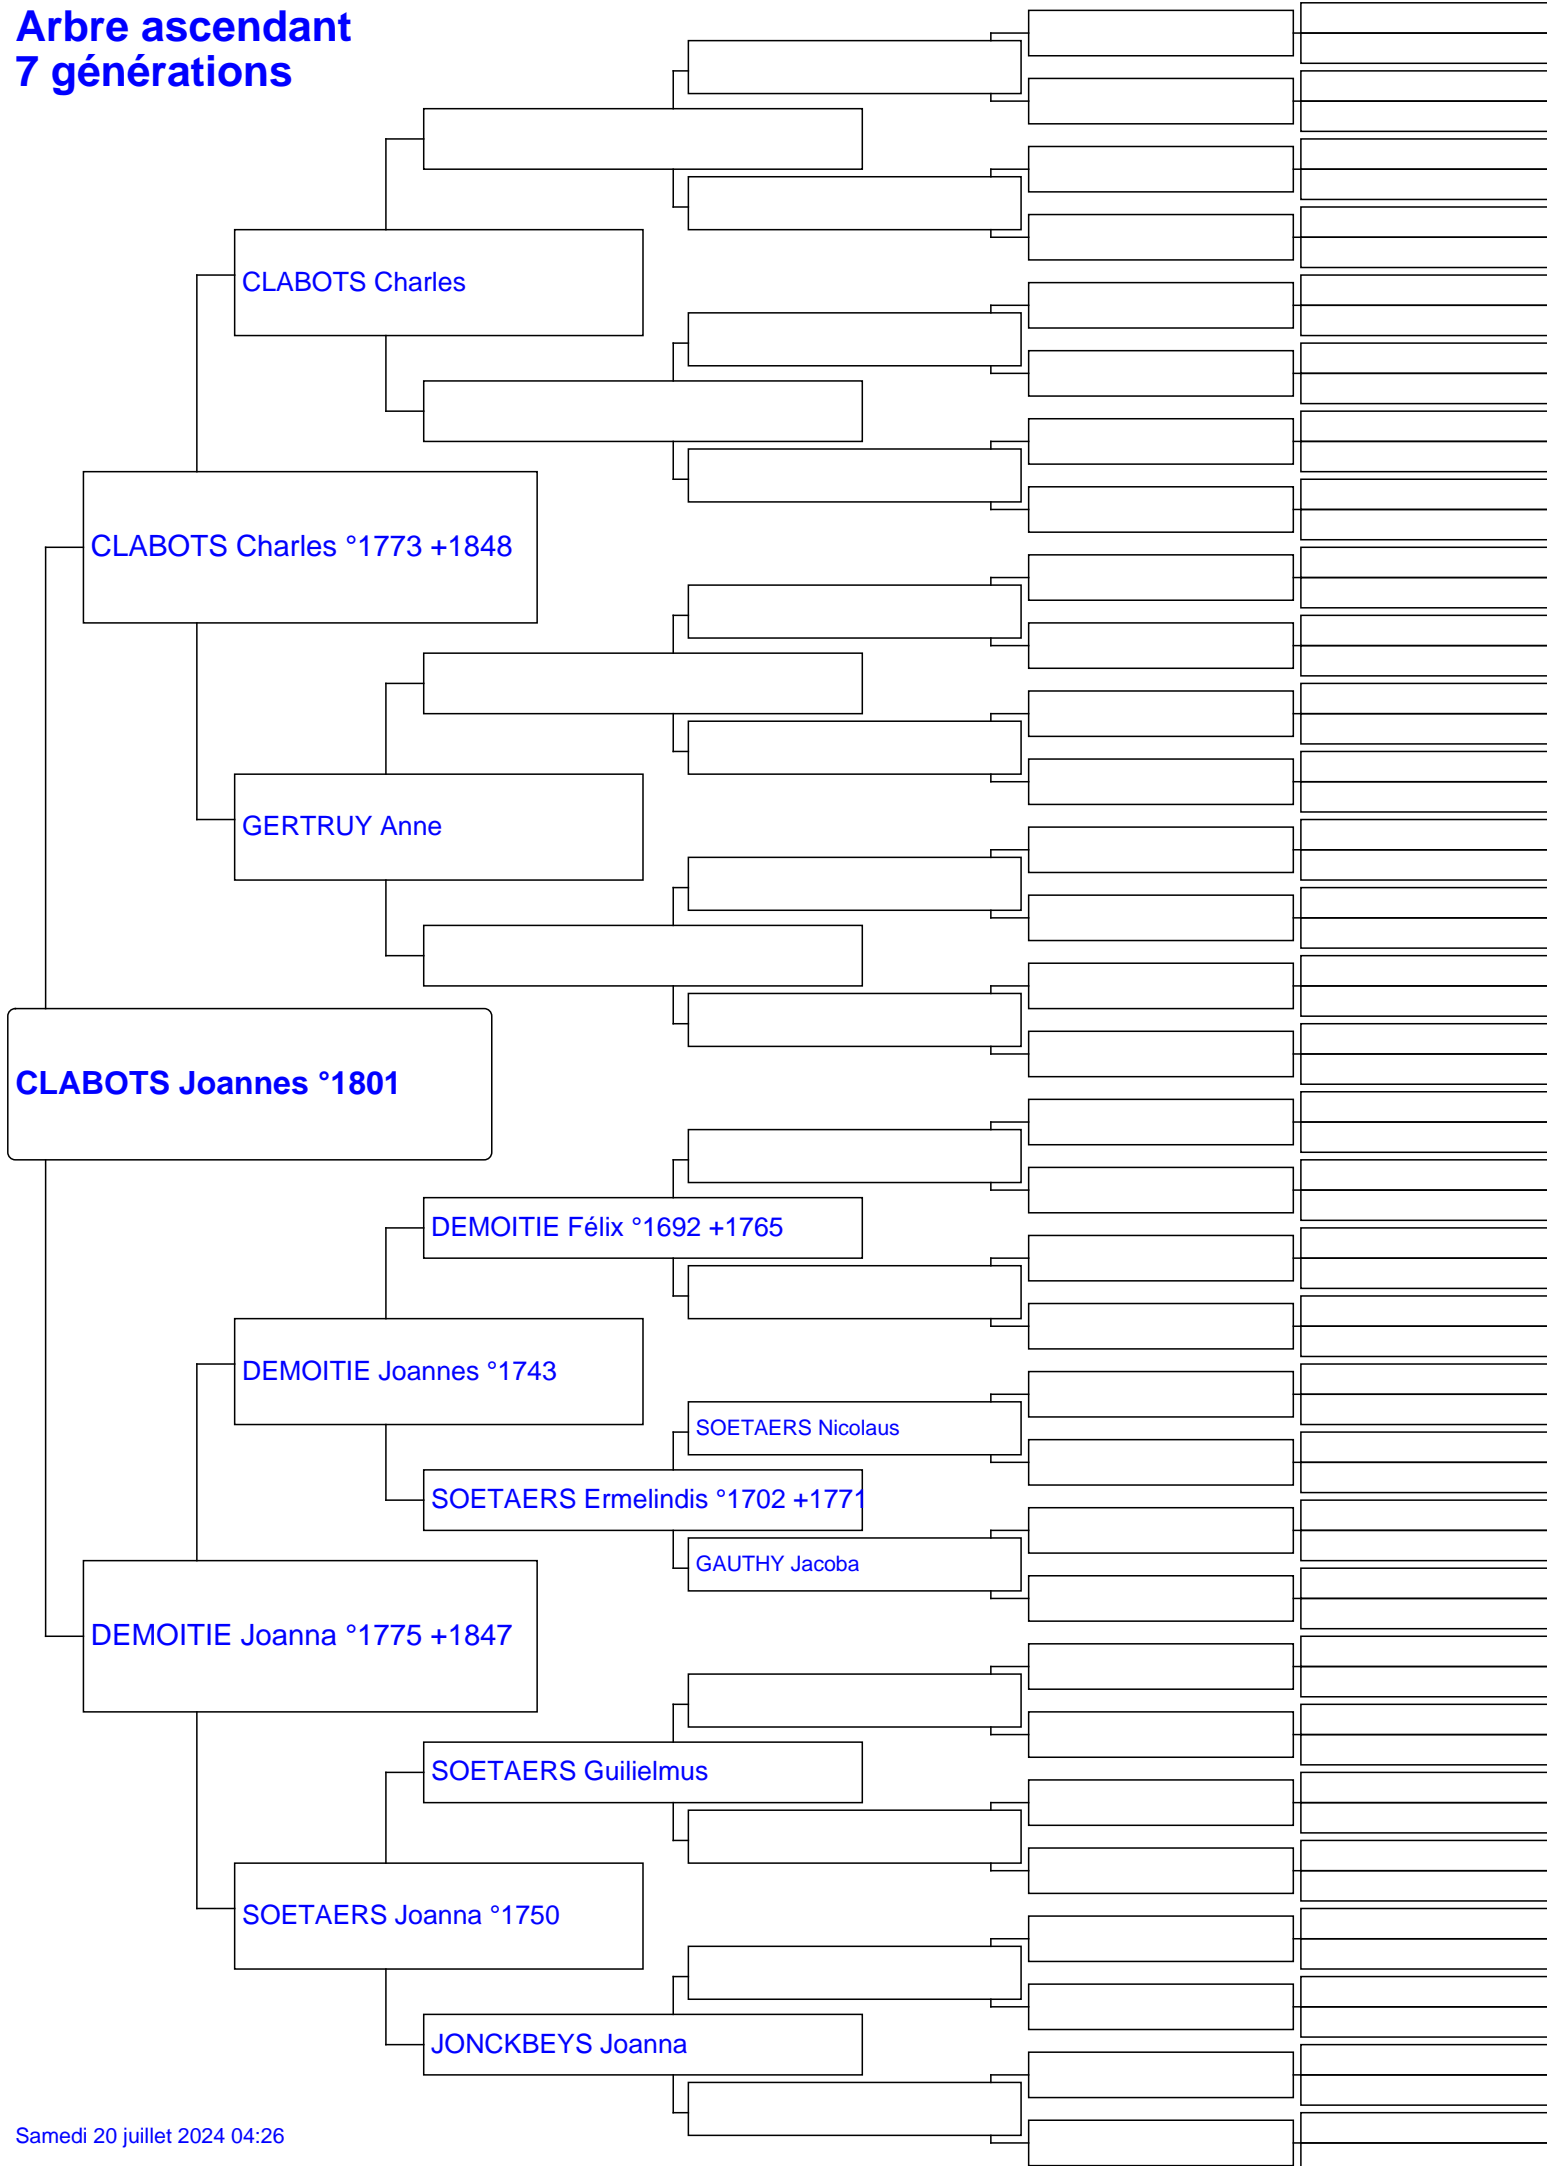 Arbre ascendant
7 générations
CLABOTS Charles
CLABOTS Charles °1773 +1848
GERTRUY Anne
CLABOTS Joannes °1801
DEMOITIE Félix °1692 +1765
DEMOITIE Joannes °1743
SOETAERS Nicolaus
SOETAERS Ermelindis °1702 +1771
GAUTHY Jacoba
DEMOITIE Joanna °1775 +1847
SOETAERS Guilielmus
SOETAERS Joanna °1750
JONCKBEYS Joanna
Samedi 20 juillet 2024 04:26